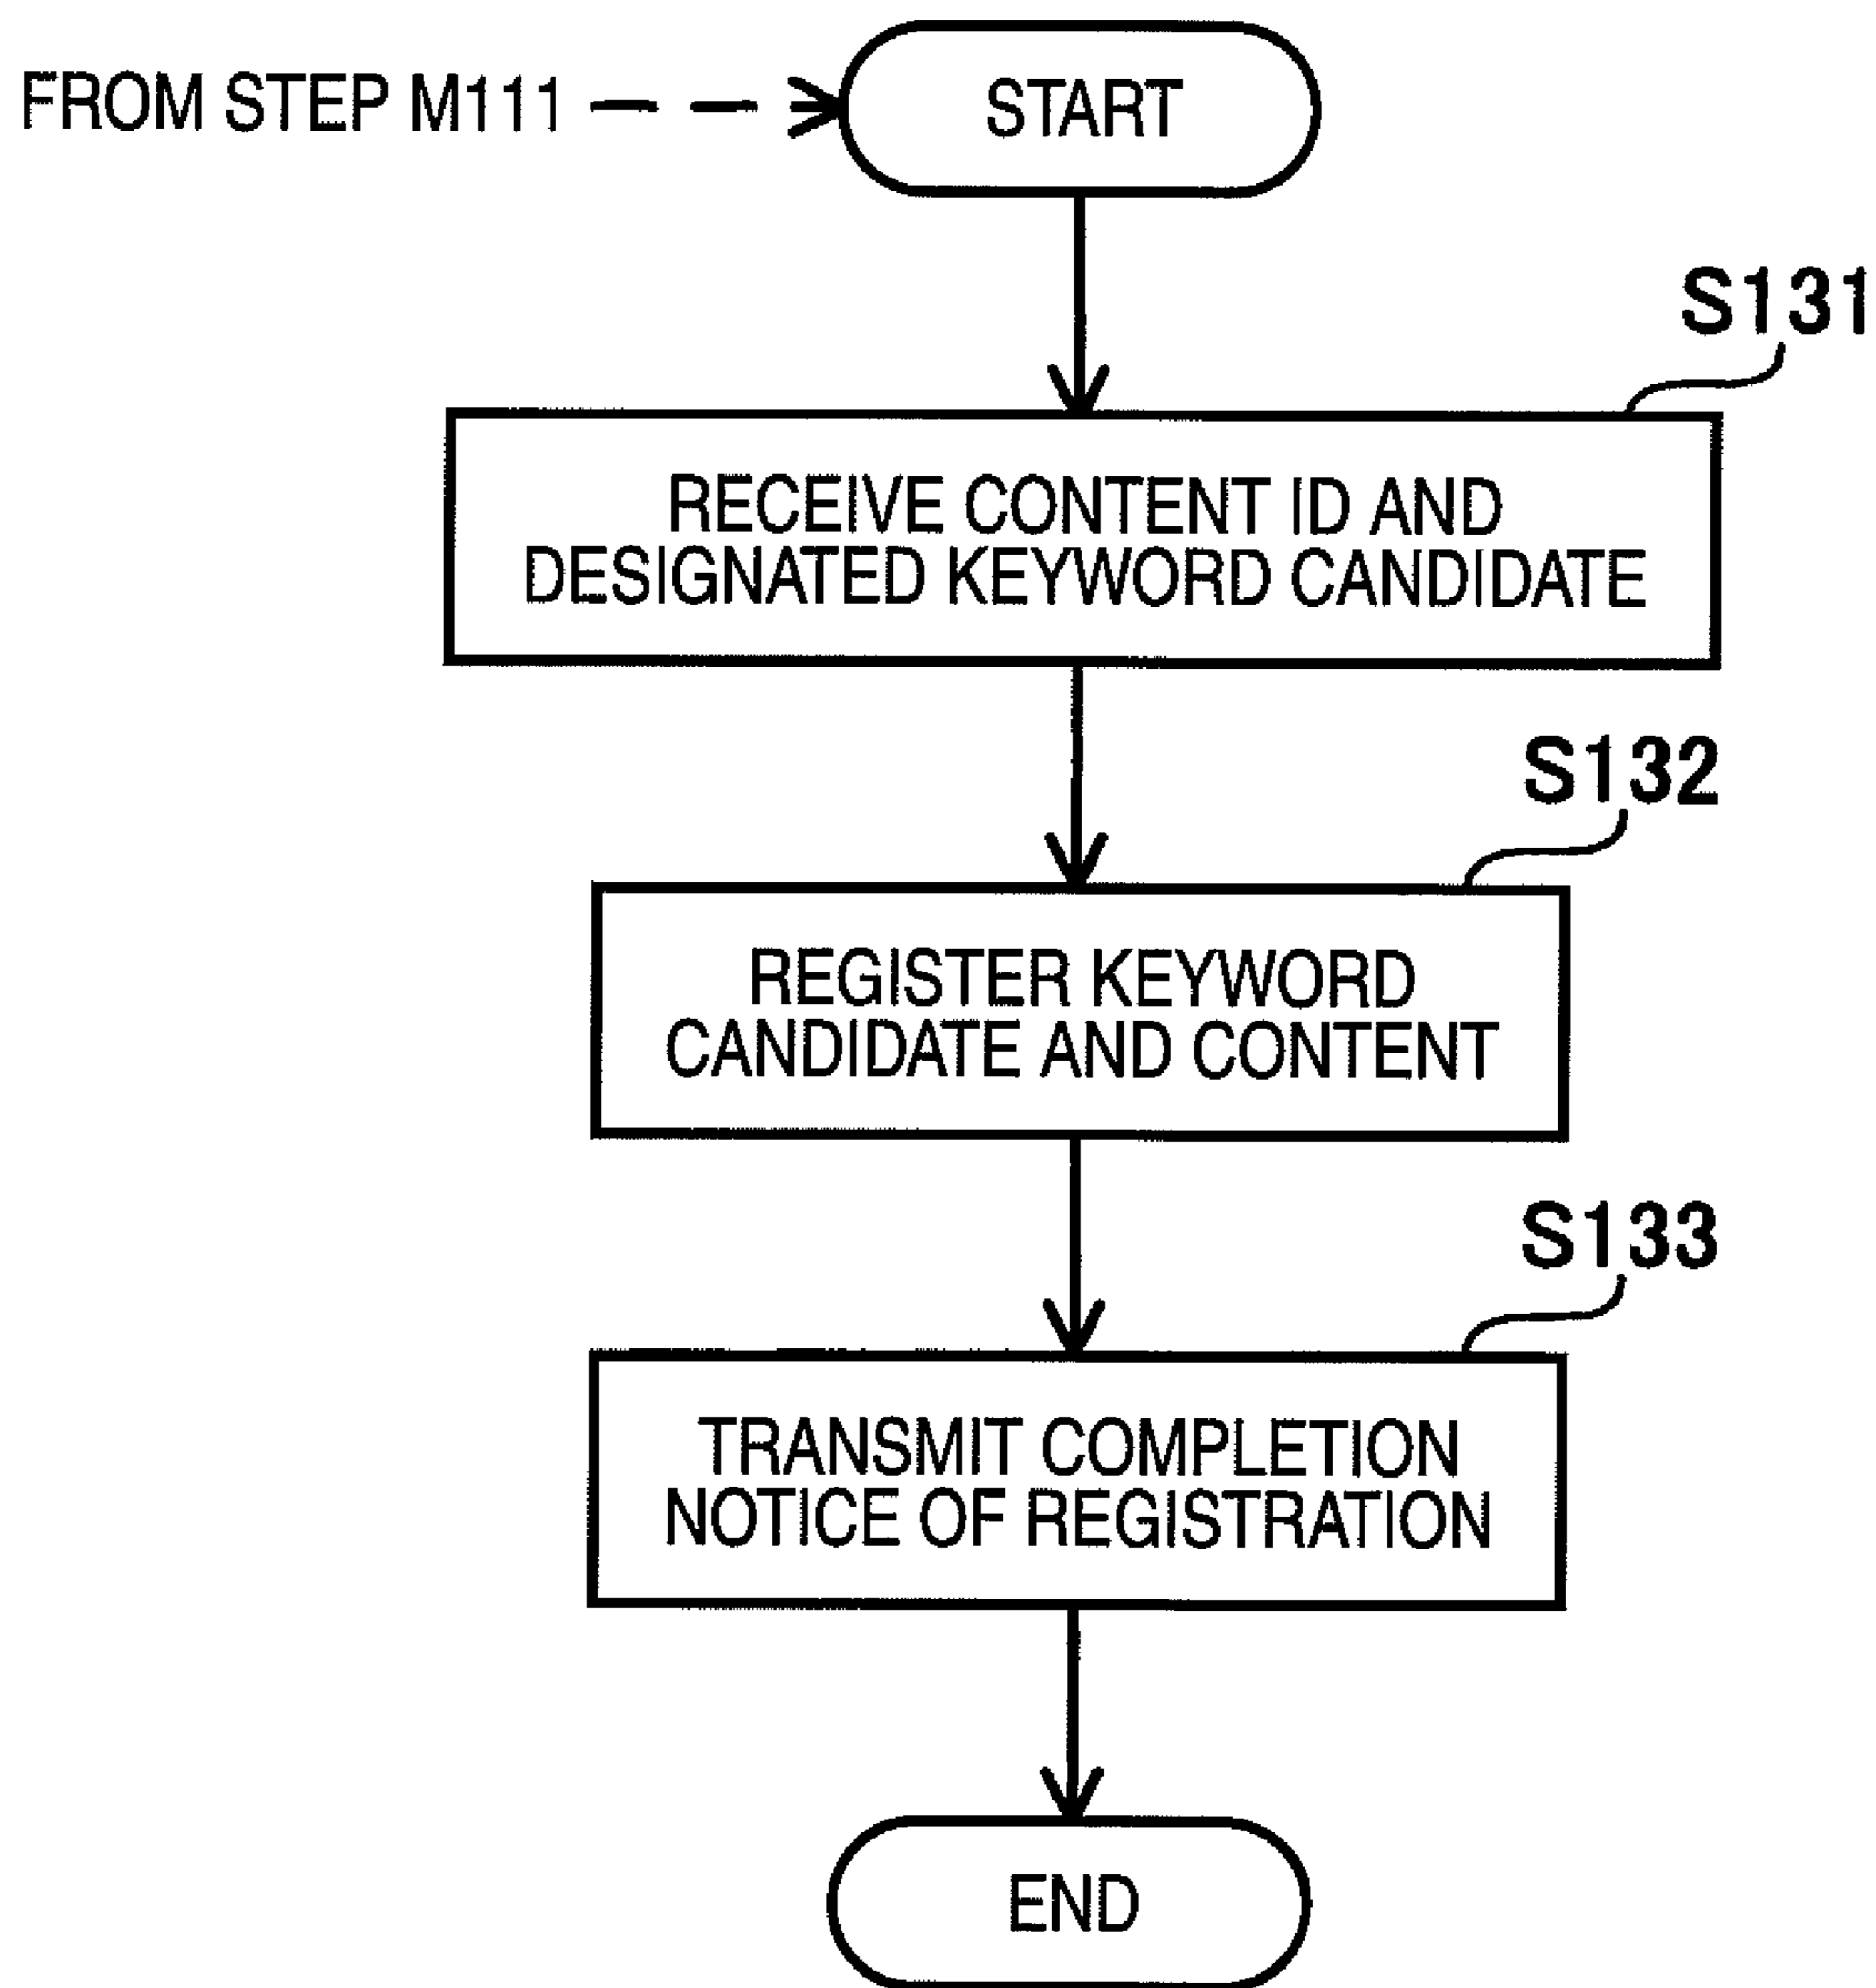 FROM STEP M111
START
S131
RECEIVE CONTENT ID AND
DESIGNATED KEYWORD CANDIDATE
S132
REGISTER KEYWORD
CANDIDATE AND CONTENT
S133
TRANSMIT COMPLETION
NOTICE OF REGISTRATION
END